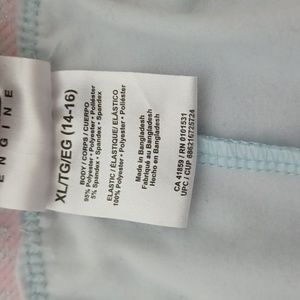 ENGINE
XL/TG/EG (14-16)
BODY / CORPS / CUERPO
95% Polyester • Polyester • Poliéster
5% Spandex • Spandex • Spandex
ELASTIC / ÉLASTIQUE / ELÁSTICO
100% Polyester • Polyester • Poliéster
Made in Bangladesh
Fabriqué au Bangladesh
Hecho en Bangladesh
CA 41859 / RN 0101531
UPC / CUP 686216725724